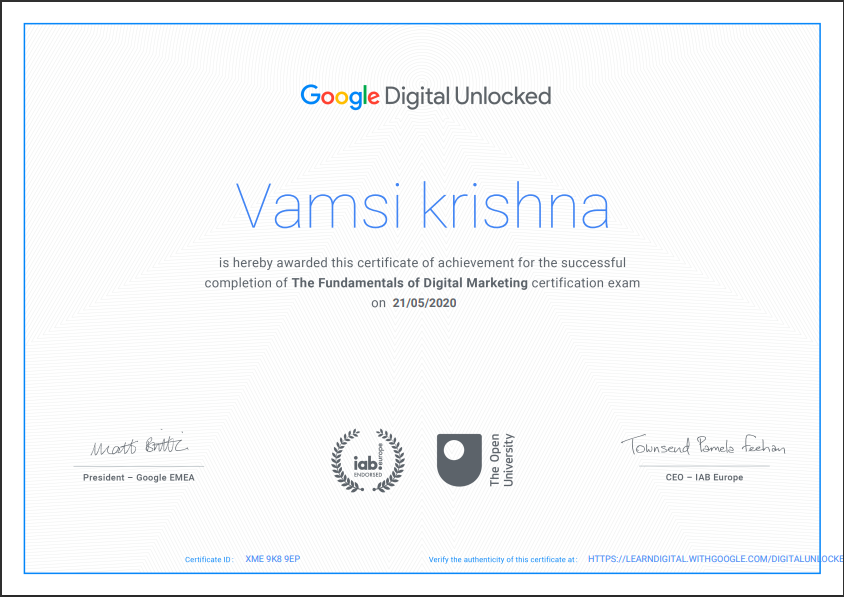 Google Digital Unlocked
Vamsi krishna
is hereby awarded this certificate of achievement for the successful
completion of The Fundamentals of Digital Marketing certification exam
on 21/05/2020
Matt Brittin
Townsend Pamela Feehan
President – Google EMEA
iab.europe
ENDORSED
The Open
University
CEO – IAB Europe
Certificate ID: XME 9K8 9EP
Verify the authenticity of this certificate at: HTTPS://LEARNDIGITAL.WITHGOOGLE.COM/DIGITALUNLOCKE